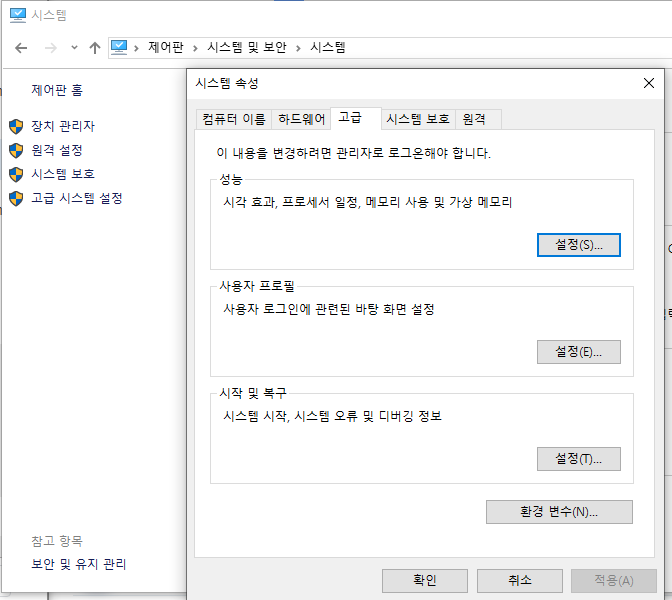 시스템
제어판 > 시스템 및 보안 > 시스템
제어판 홈
장치 관리자
원격 설정
시스템 보호
고급 시스템 설정
참고 항목
보안 및 유지 관리
시스템 속성
컴퓨터 이름 하드웨어 고급 시스템 보호 원격
이 내용을 변경하려면 관리자로 로그온해야 합니다.
성능
시각 효과, 프로세서 일정, 메모리 사용 및 가상 메모리
설정(S)...
사용자 프로필
사용자 로그인에 관련된 바탕 화면 설정
설정(E)...
시작 및 복구
시스템 시작, 시스템 오류 및 디버깅 정보
설정(T)...
환경 변수(N)...
확인 취소 적용(A)